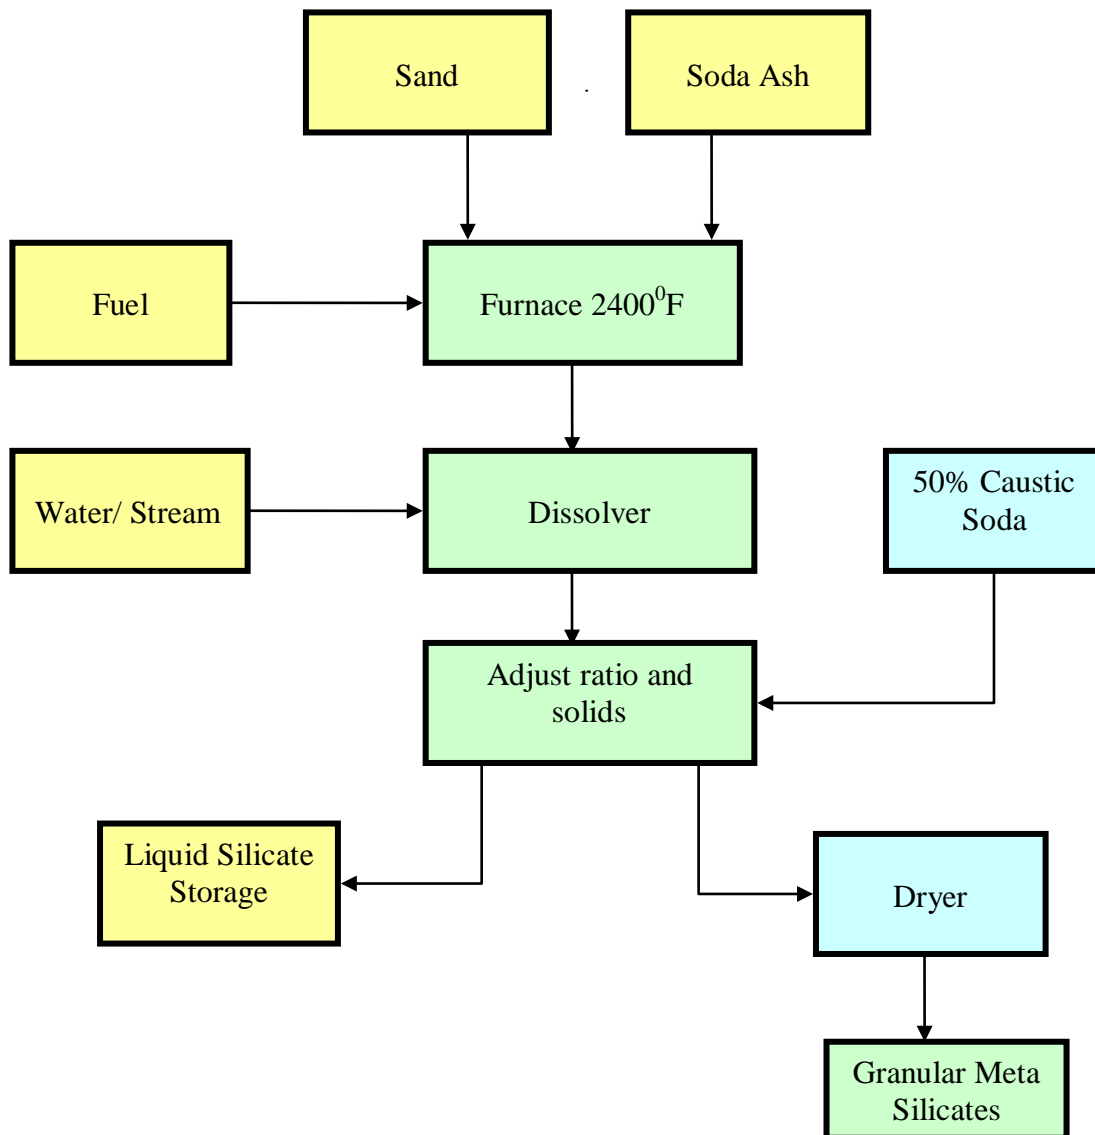 Sand
Soda Ash
.
Fuel
Furnace 2400⁰F
Water/ Stream
Dissolver
50% Caustic
Soda
Adjust ratio and
solids
Liquid Silicate
Storage
Dryer
Granular Meta
Silicates